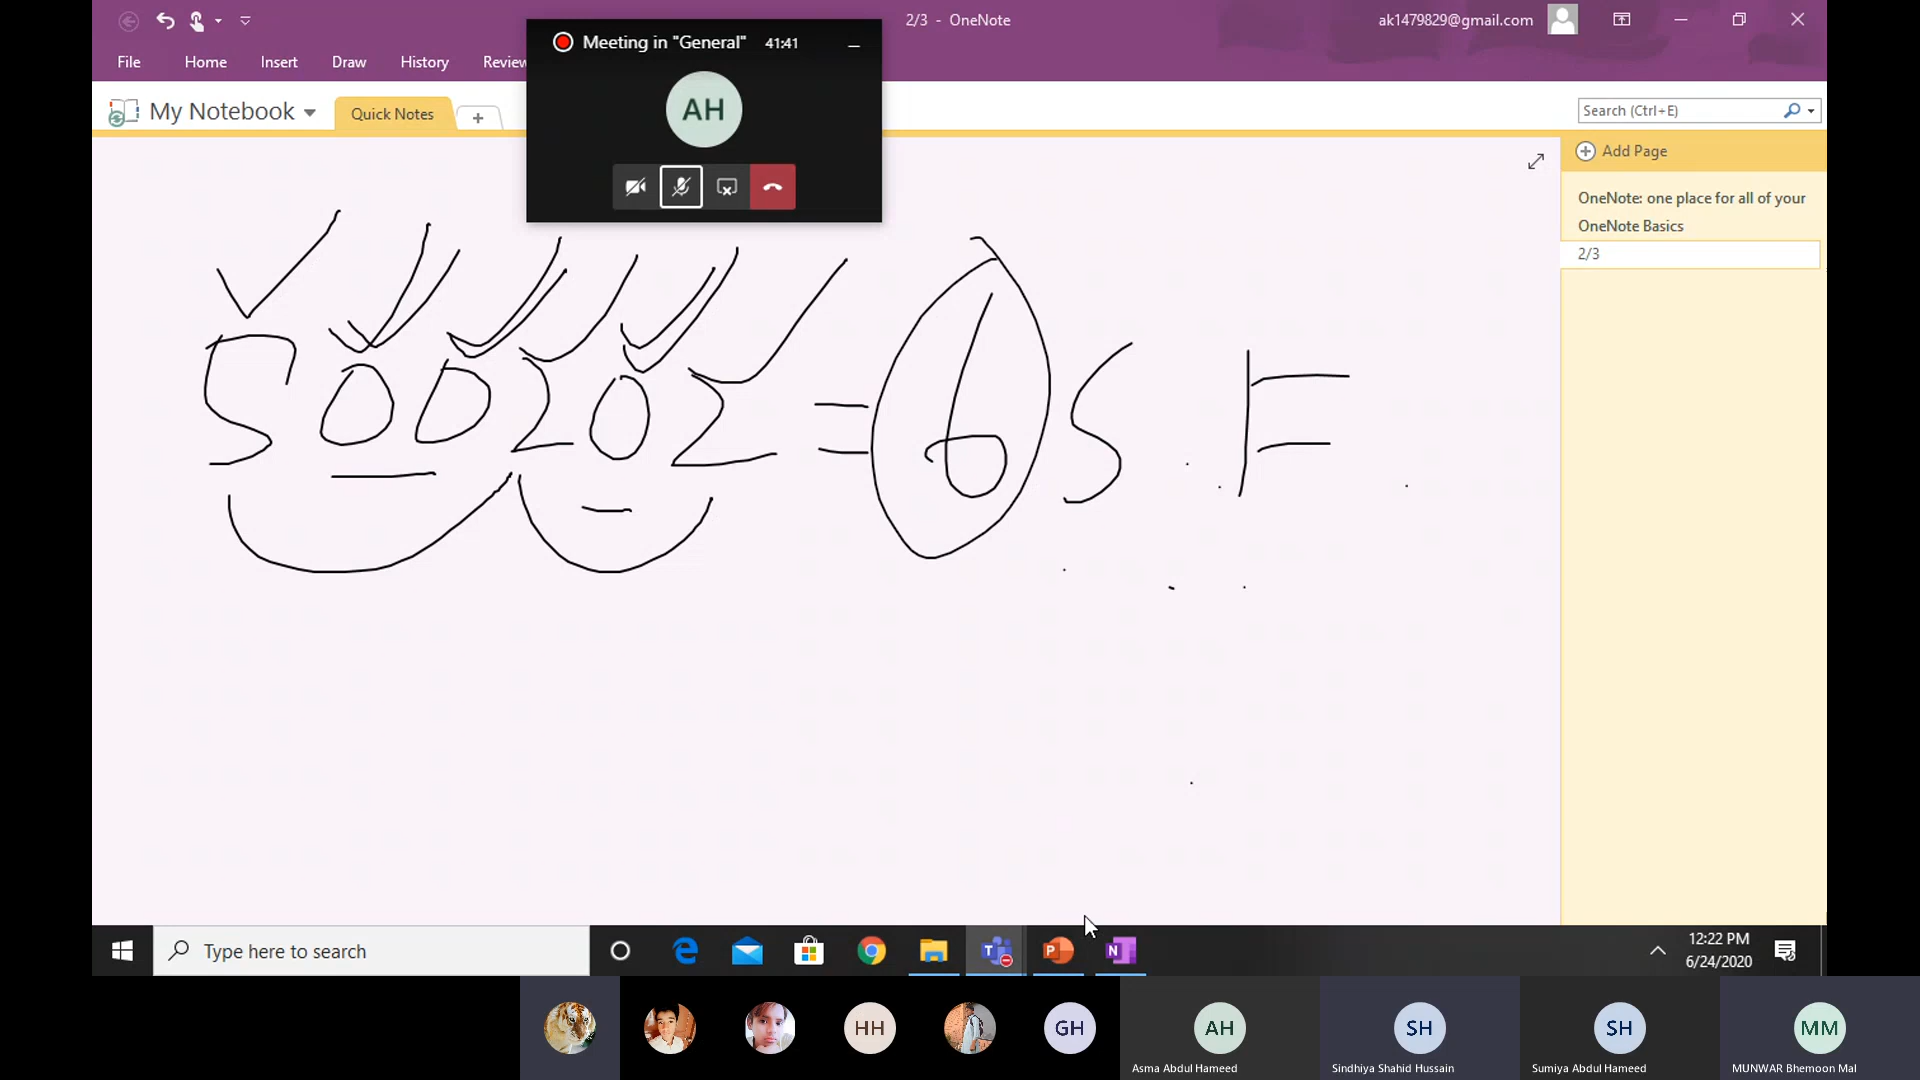 2/3 - OneNote
ak1479829@gmail.com
Meeting in "General" 41:41
File Home Insert Draw History Review
AH
My Notebook
Quick Notes
Search (Ctrl+E)
Add Page
OneNote: one place for all of your
OneNote Basics
2/3
500202 = 6 S.F
Type here to search
12:22 PM
6/24/2020
HH
GH
AH
SH
SH
MM
Asma Abdul Hameed
Sindhiya Shahid Hussain
Sumiya Abdul Hameed
MUNWAR Bhemoon Mal